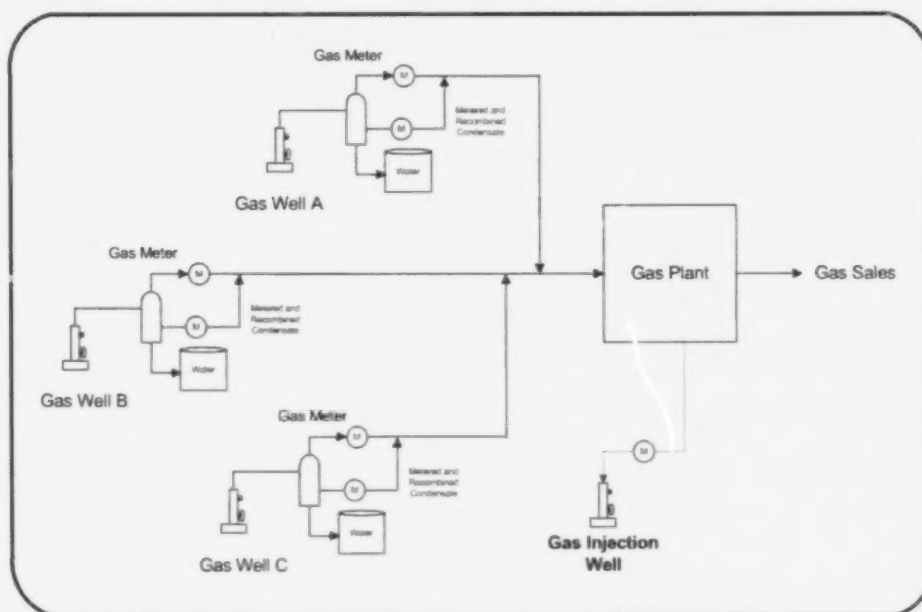 Gas Meter
M
Metered and
Recombined
Condensate
M
Water
Gas Well A
Gas Meter
M
Metered and
Recombined
Condensate
M
Water
Gas Well B
Gas Plant
Gas Sales
Gas Meter
M
Metered and
Recombined
Condensate
M
Water
Gas Well C
M
Gas Injection
Well